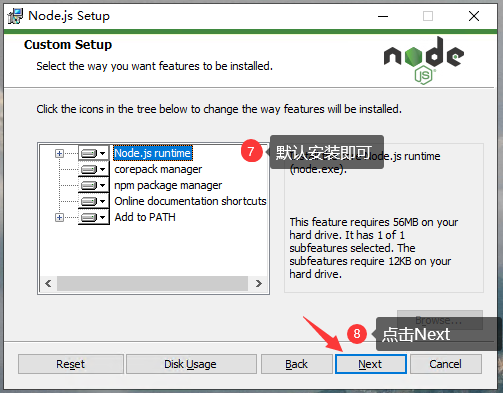 Node.js Setup
Custom Setup
Select the way you want features to be installed.
node
JS
Click the icons in the tree below to change the way features will be installed.
Node.js runtime
corepack manager
npm package manager
Online documentation shortcuts
Add to PATH
7 默认安装即可
js runtime
(node.exe).
This feature requires 56MB on your
hard drive. It has 1 of 1
subfeatures selected. The
subfeatures require 12KB on your
hard drive.
Browse...
8 点击Next
Reset
Disk Usage
Back
Next
Cancel